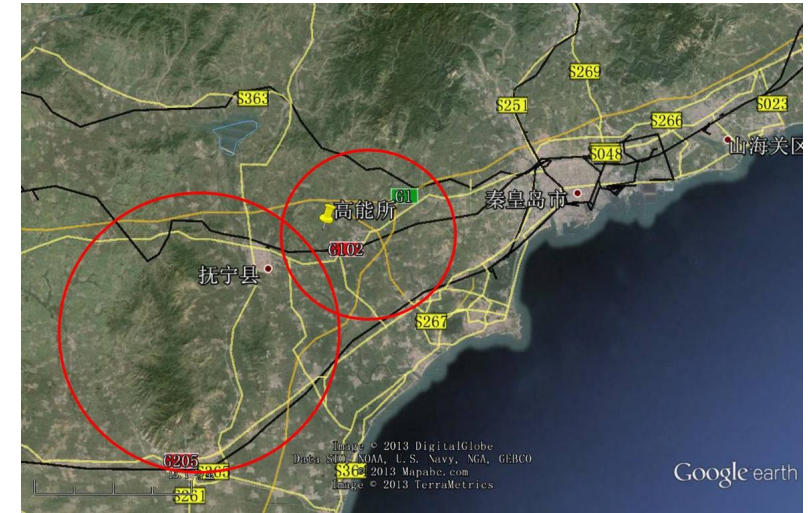 S269
S363
S251
S023
S266
山海关区
S048
G1
秦皇岛市
高能所
G102
抚宁县
S267
Image © 2013 DigitalGlobe
Data SIO, NOAA, U.S. Navy, NGA, GEBCO
G205
© 2013 Mapabc.com
Image © 2013 TerraMetrics
S261
Google earth